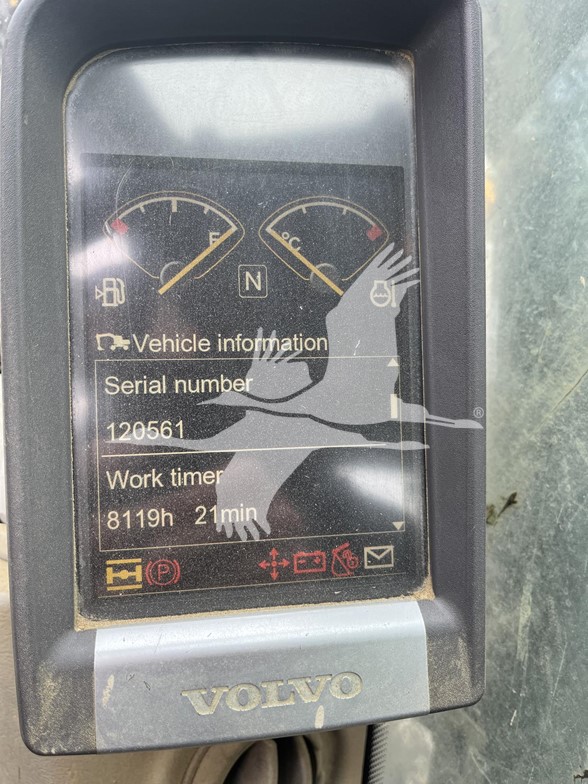 F
°C
N
Vehicle information
Serial number
120561
Work timer
8119h 21min
P
®
VOLVO